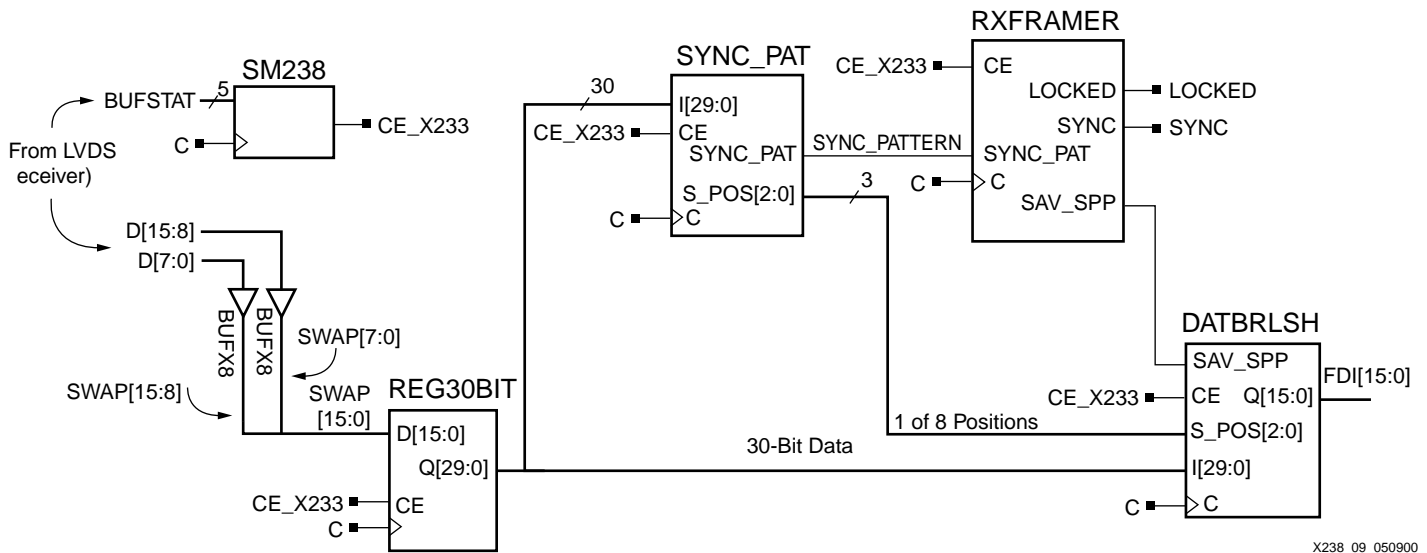 SM238
BUFSTAT
5
C
CE_X233
From LVDS
eceiver)
D[15:8]
D[7:0]
BUFX8
BUFX8
SWAP[7:0]
SWAP[15:8]
SWAP
[15:0]
REG30BIT
D[15:0]
Q[29:0]
CE_X233
CE
C
30
SYNC_PAT
I[29:0]
CE_X233
CE
SYNC_PAT
S_POS[2:0]
C
C
SYNC_PATTERN
3
RXFRAMER
CE_X233
CE
LOCKED
LOCKED
SYNC
SYNC
SYNC_PAT
C
C
SAV_SPP
1 of 8 Positions
30-Bit Data
DATBRLSH
SAV_SPP
CE_X233
CE
Q[15:0]
FDI[15:0]
S_POS[2:0]
I[29:0]
C
C
X238_09_050900